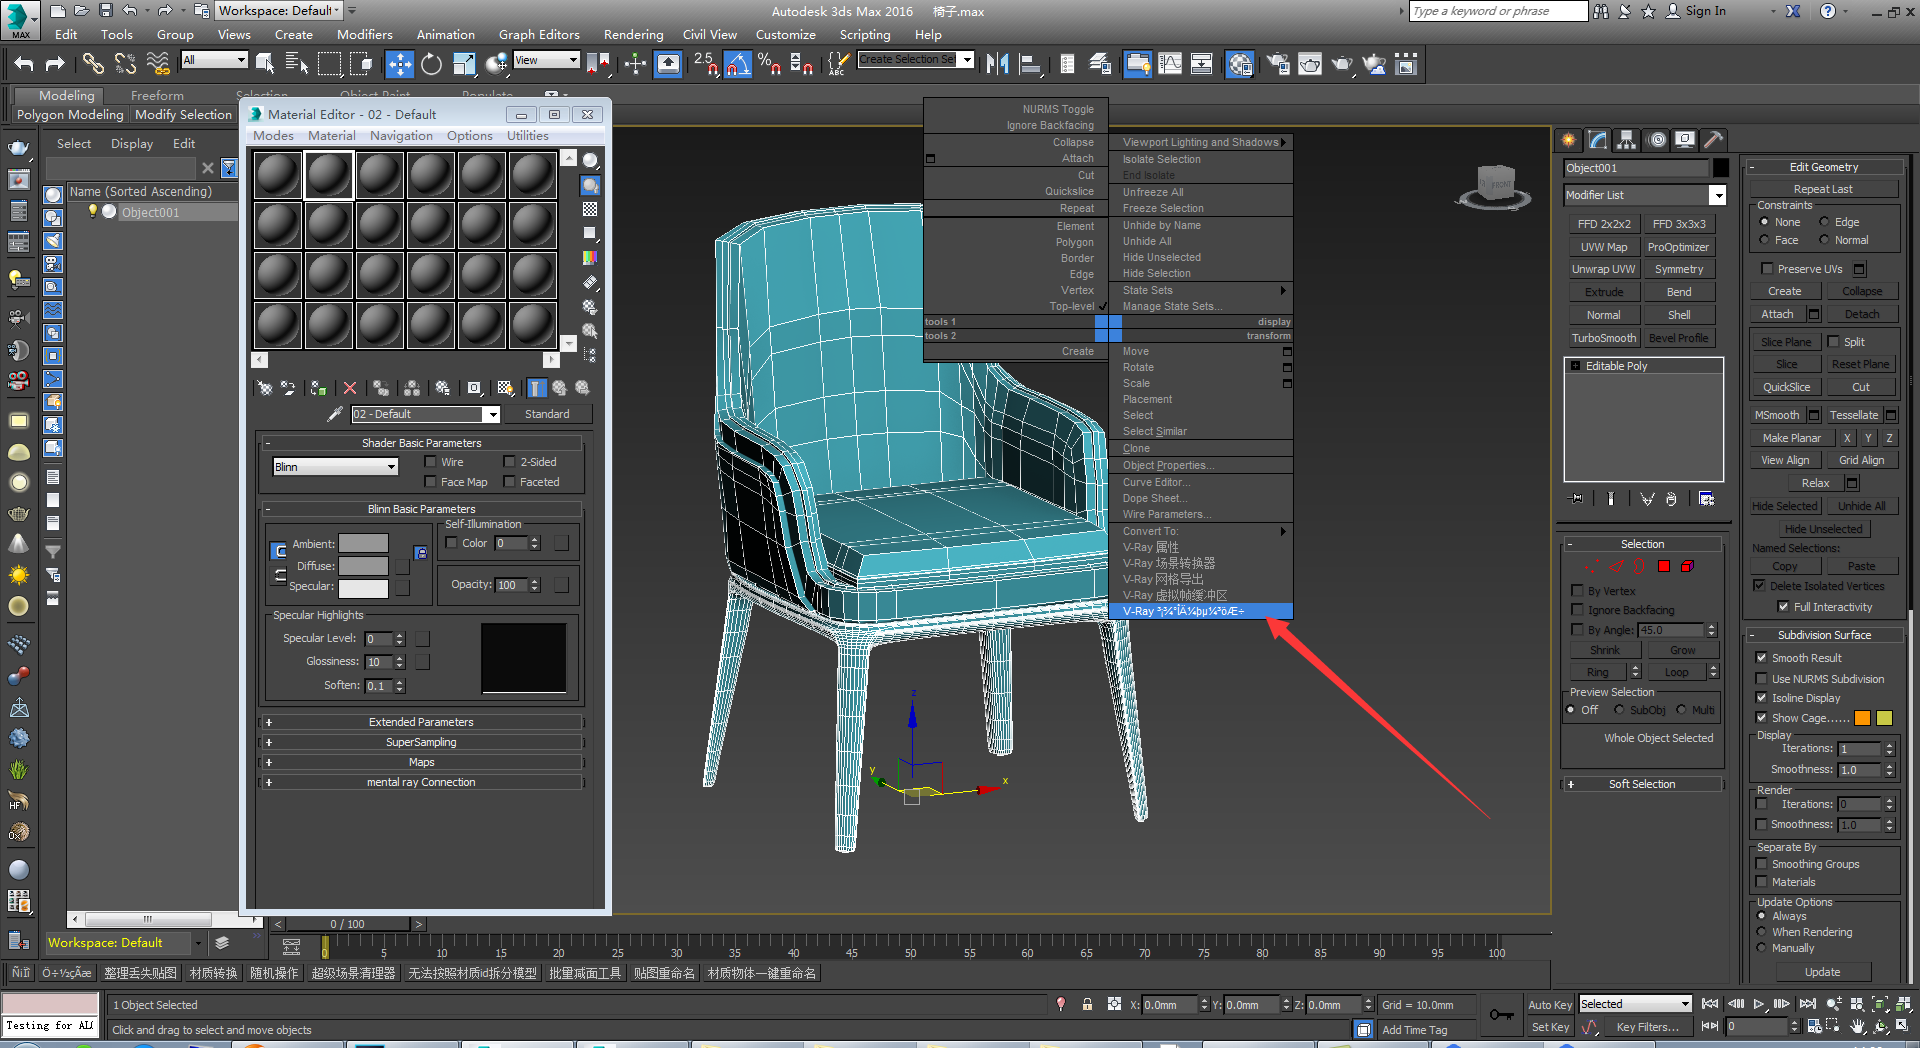 Workspace: Default
Autodesk 3ds Max 2016 椅子.max
Type a keyword or phrase
Sign In
MAX
Edit Tools Group Views Create Modifiers Animation Graph Editors Rendering Civil View Customize Scripting Help
All
View
2.5
Create Selection Se
Modeling Freeform Selection Object Paint Populate
Polygon Modeling Modify Selection
Select Display Edit
Name (Sorted Ascending)
Object001
Material Editor - 02 - Default
Modes Material Navigation Options Utilities
02 - Default
Standard
Shader Basic Parameters
Blinn
Wire 2-Sided
Face Map Faceted
Blinn Basic Parameters
Self-Illumination
Ambient: Color 0
Diffuse:
Specular: Opacity: 100
Specular Highlights
Specular Level: 0
Glossiness: 10
Soften: 0.1
Extended Parameters
SuperSampling
Maps
mental ray Connection
NURMS Toggle
Ignore Backfacing
Collapse
Attach
Cut
Quickslice
Repeat
Element
Polygon
Border
Edge
Vertex
Top-level
tools 1
tools 2
Create
Viewport Lighting and Shadows
Isolate Selection
End Isolate
Unfreeze All
Freeze Selection
Unhide by Name
Unhide All
Hide Unselected
Hide Selection
State Sets
Manage State Sets...
display
transform
Move
Rotate
Scale
Placement
Select
Select Similar
Clone
Object Properties...
Curve Editor...
Dope Sheet...
Wire Parameters...
Convert To:
V-Ray 属性
V-Ray 场景转换器
V-Ray 网格导出
V-Ray 虚拟帧缓冲区
V-Ray ³¡¾°ÎÄ¼þµ¼³öÆ÷
FRONT
z
y
x
Object001
Modifier List
FFD 2x2x2 FFD 3x3x3
UVW Map ProOptimizer
Unwrap UVW Symmetry
Extrude Bend
Normal Shell
TurboSmooth Bevel Profile
Editable Poly
Selection
By Vertex
Ignore Backfacing
By Angle: 45.0
Shrink Grow
Ring Loop
Preview Selection
Off SubObj Multi
Whole Object Selected
Soft Selection
Edit Geometry
Repeat Last
Constraints
None Edge
Face Normal
Preserve UVs
Create Collapse
Attach Detach
Slice Plane Split
Slice Reset Plane
QuickSlice Cut
MSmooth Tessellate
Make Planar X Y Z
View Align Grid Align
Relax
Hide Selected Unhide All
Hide Unselected
Named Selections:
Copy Paste
Delete Isolated Vertices
Full Interactivity
Subdivision Surface
Smooth Result
Use NURMS Subdivision
Isoline Display
Show Cage......
Display
Iterations: 1
Smoothness: 1.0
Render
Iterations: 0
Smoothness: 1.0
Separate By
Smoothing Groups
Materials
Update Options
Always
When Rendering
Manually
Update
0 / 100
Workspace: Default
0 5 10 15 20 25 30 35 40 45 50 55 60 65 70 75 80 85 90 95 100
整理丢失贴图 材质转换 随机操作 超级场景清理器 无法按照材质id拆分模型 批量减面工具 贴图重命名 材质物体一键重命名
1 Object Selected
X: 0.0mm Y: 0.0mm Z: 0.0mm Grid = 10.0mm
Auto Key Selected
Testing for ALL
Click and drag to select and move objects
Add Time Tag
Set Key Key Filters...
0